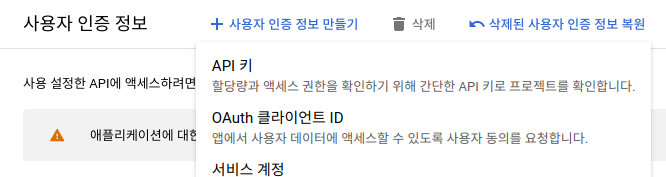 사용자 인증 정보
사용자 인증 정보 만들기
삭제
삭제된 사용자 인증 정보 복원
API 키
할당량과 액세스 권한을 확인하기 위해 간단한 API 키로 프로젝트를 확인합니다.
사용 설정한 API에 액세스하려면
OAuth 클라이언트 ID
앱에서 사용자 데이터에 액세스할 수 있도록 사용자 동의를 요청합니다.
애플리케이션에 대한
서비스 계정